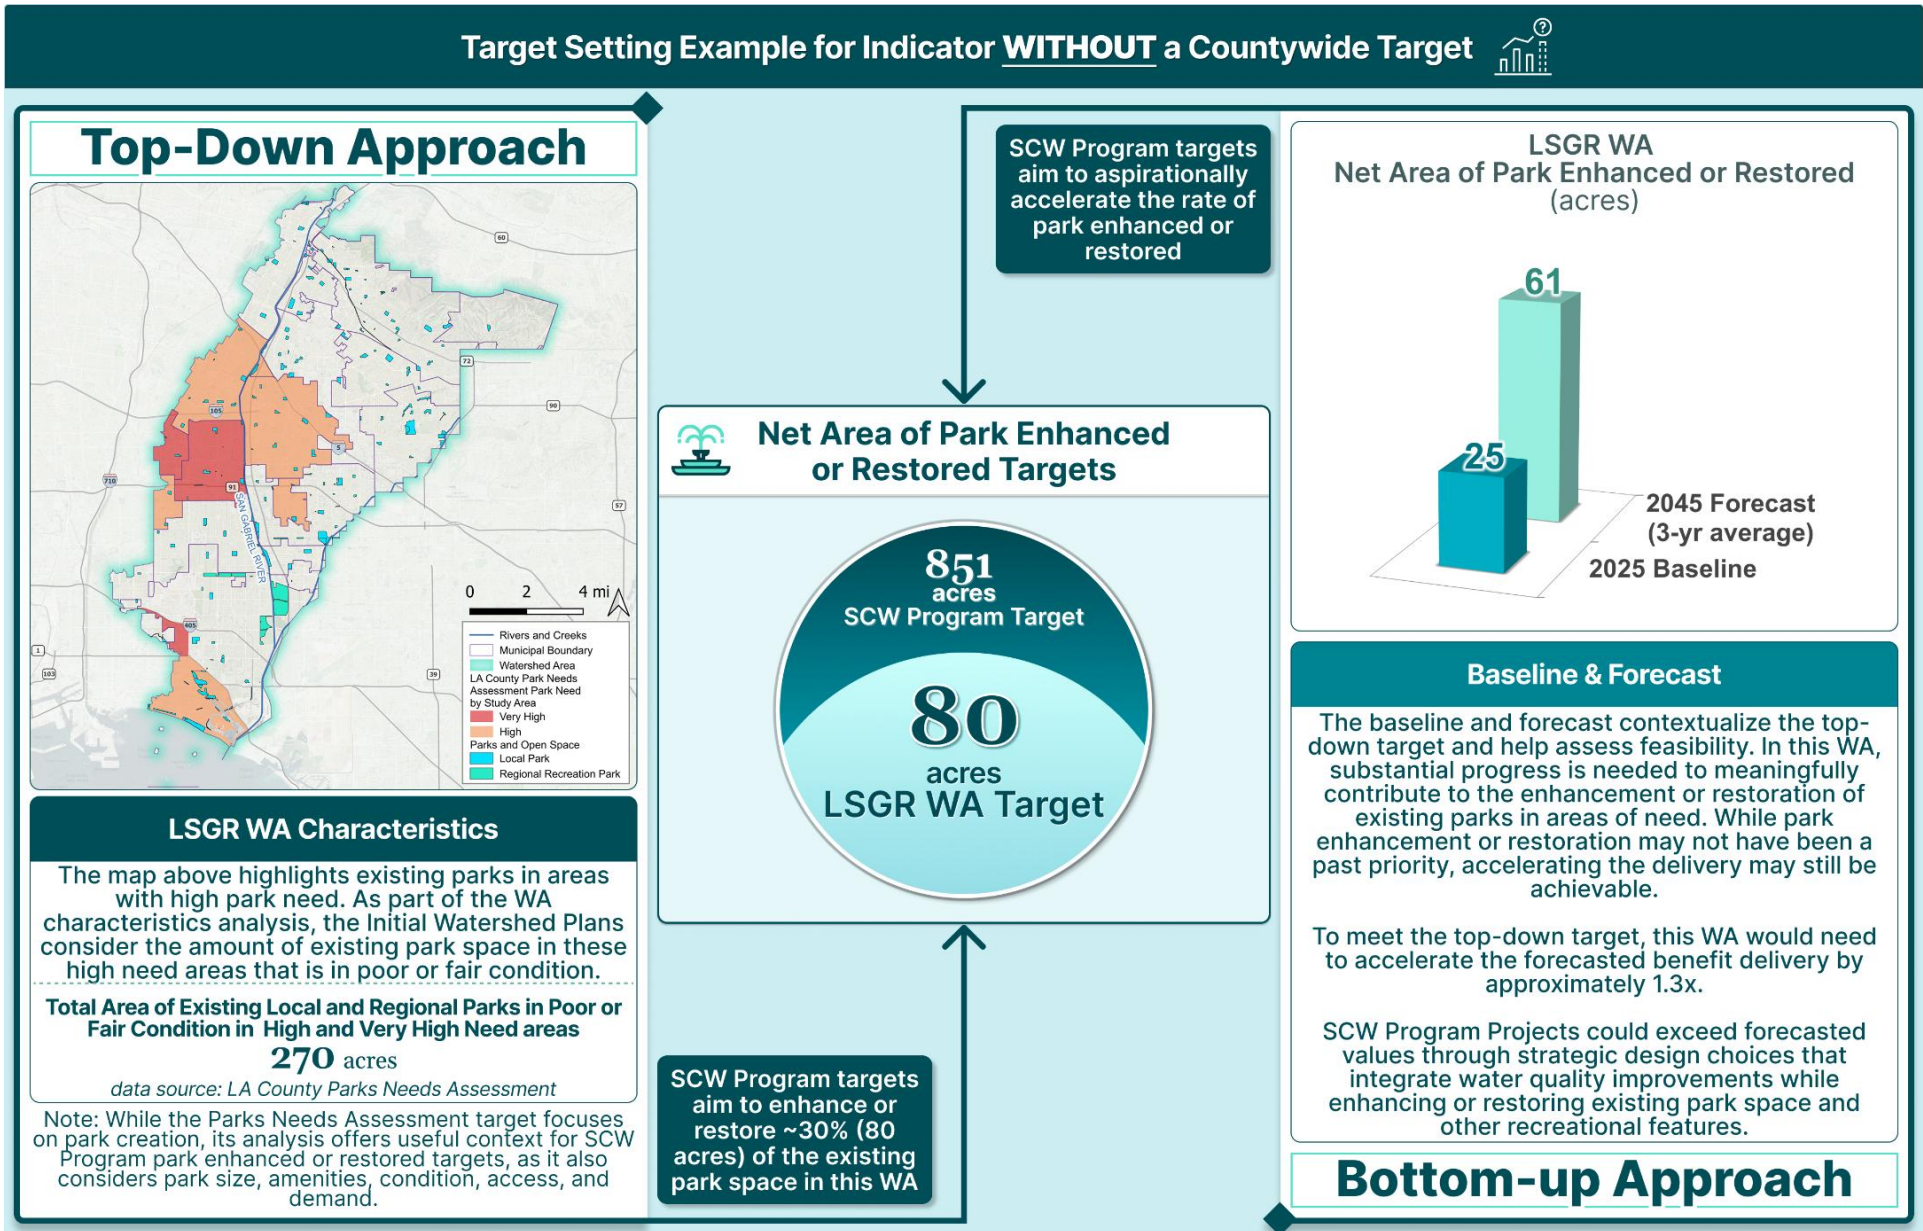 Target Setting Example for Indicator WITHOUT a Countywide Target
Top-Down Approach
60
72
90
105
5
710
91
57
SAN GABRIEL RIVER
605
1
103
39
0 2 4 mi
Rivers and Creeks
Municipal Boundary
Watershed Area
LA County Park Needs
Assessment Park Need
by Study Area
Very High
High
Parks and Open Space
Local Park
Regional Recreation Park
LSGR WA Characteristics
The map above highlights existing parks in areas
with high park need. As part of the WA
characteristics analysis, the Initial Watershed Plans
consider the amount of existing park space in these
high need areas that is in poor or fair condition.
Total Area of Existing Local and Regional Parks in Poor or
Fair Condition in High and Very High Need areas
270 acres
data source: LA County Parks Needs Assessment
Note: While the Parks Needs Assessment target focuses
on park creation, its analysis offers useful context for SCW
Program park enhanced or restored targets, as it also
considers park size, amenities, condition, access, and
demand.
SCW Program targets
aim to aspirationally
accelerate the rate of
park enhanced or
restored
Net Area of Park Enhanced
or Restored Targets
851
acres
SCW Program Target
80
acres
LSGR WA Target
SCW Program targets
aim to enhance or
restore ~30% (80
acres) of the existing
park space in this WA
LSGR WA
Net Area of Park Enhanced or Restored
(acres)
61
25
2045 Forecast
(3-yr average)
2025 Baseline
Baseline & Forecast
The baseline and forecast contextualize the top-
down target and help assess feasibility. In this WA,
substantial progress is needed to meaningfully
contribute to the enhancement or restoration of
existing parks in areas of need. While park
enhancement or restoration may not have been a
past priority, accelerating the delivery may still be
achievable.
To meet the top-down target, this WA would need
to accelerate the forecasted benefit delivery by
approximately 1.3x.
SCW Program Projects could exceed forecasted
values through strategic design choices that
integrate water quality improvements while
enhancing or restoring existing park space and
other recreational features.
Bottom-up Approach